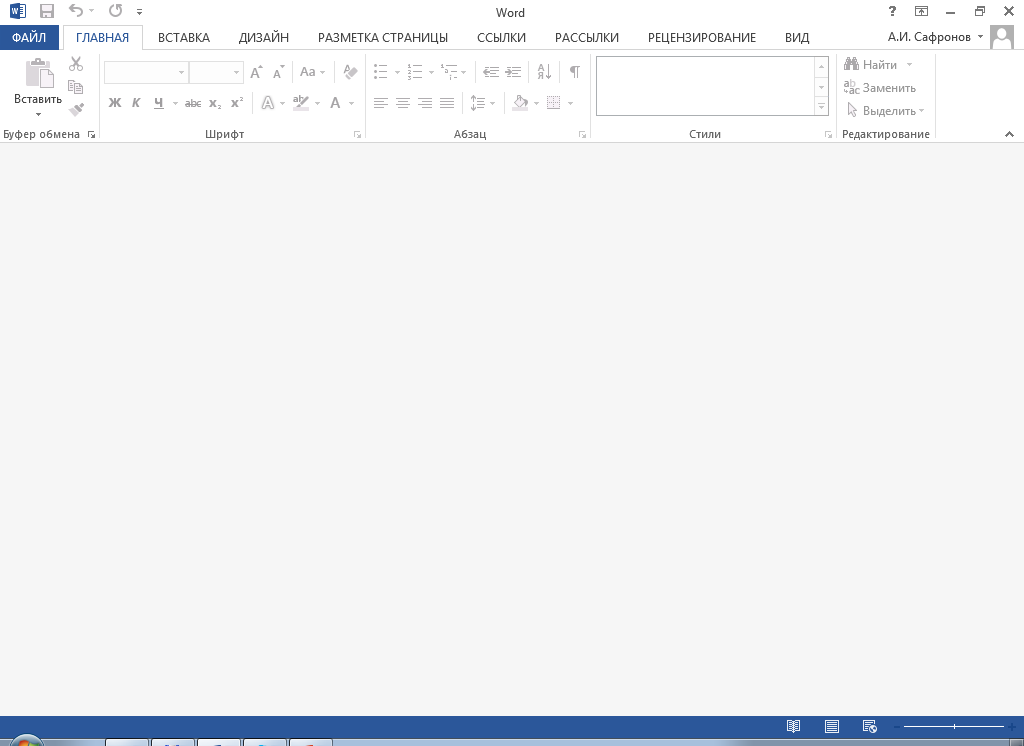 Word
ФАЙЛ ГЛАВНАЯ ВСТАВКА ДИЗАЙН РАЗМЕТКА СТРАНИЦЫ ССЫЛКИ РАССЫЛКИ РЕЦЕНЗИРОВАНИЕ ВИД А.И. Сафронов
Вставить
Буфер обмена
Aa
Ж К Ч abc x₂ x² A A
Шрифт
Абзац
Стили
Найти
Заменить
Выделить
Редактирование